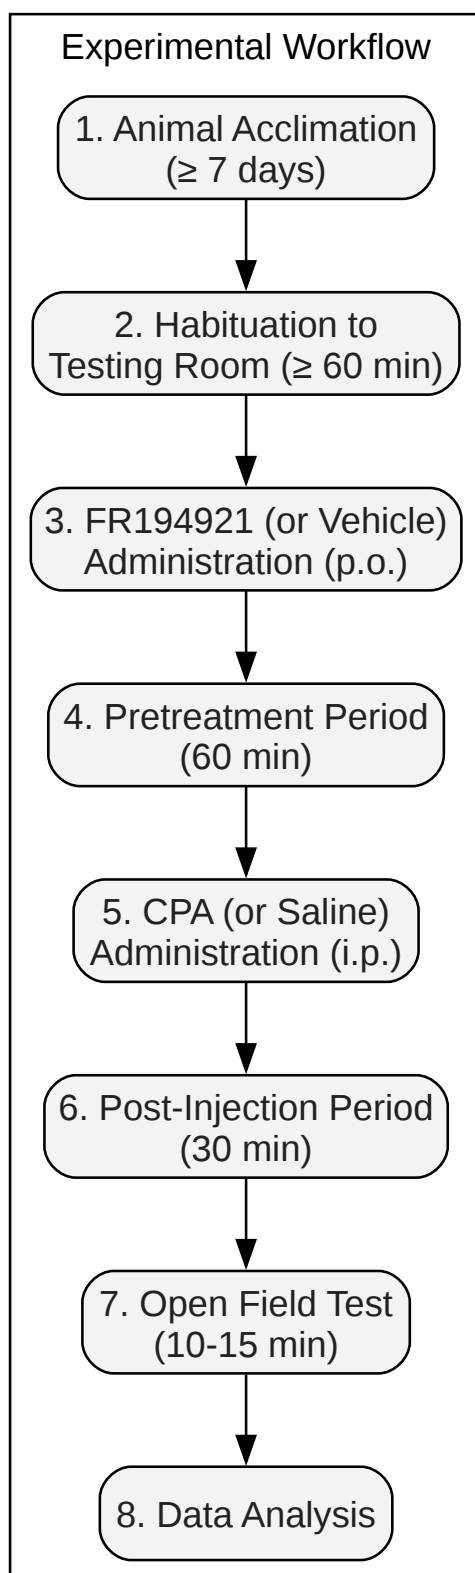 Experimental Workflow
1. Animal Acclimation
(≥ 7 days)
2. Habituation to
Testing Room (≥ 60 min)
3. FR194921 (or Vehicle)
Administration (p.o.)
4. Pretreatment Period
(60 min)
5. CPA (or Saline)
Administration (i.p.)
6. Post-Injection Period
(30 min)
7. Open Field Test
(10-15 min)
8. Data Analysis